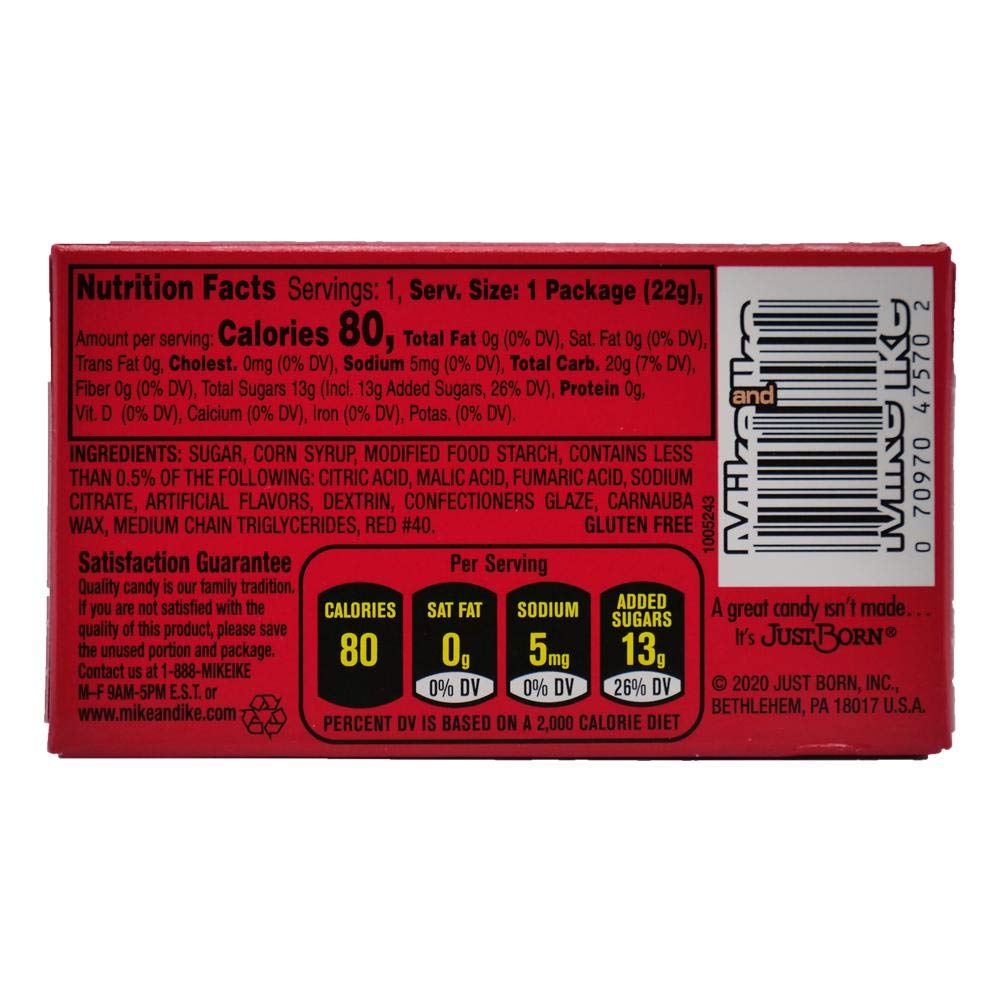 Nutrition Facts Servings: 1, Serv. Size: 1 Package (22g),
Amount per serving: Calories 80, Total Fat 0g (0% DV), Sat. Fat 0g (0% DV),
Trans Fat 0g, Cholest. 0mg (0% DV), Sodium 5mg (0% DV), Total Carb. 20g (7% DV),
Fiber 0g (0% DV), Total Sugars 13g (Incl. 13g Added Sugars, 26% DV), Protein 0g,
Vit. D (0% DV), Calcium (0% DV), Iron (0% DV), Potas. (0% DV).
INGREDIENTS: SUGAR, CORN SYRUP, MODIFIED FOOD STARCH, CONTAINS LESS
THAN 0.5% OF THE FOLLOWING: CITRIC ACID, MALIC ACID, FUMARIC ACID, SODIUM
CITRATE, ARTIFICIAL FLAVORS, DEXTRIN, CONFECTIONERS GLAZE, CARNAUBA
WAX, MEDIUM CHAIN TRIGLYCERIDES, RED #40. GLUTEN FREE
1005243
Satisfaction Guarantee
Quality candy is our family tradition.
If you are not satisfied with the
quality of this product, please save
the unused portion and package.
Contact us at 1-888-MIKEIKE
M–F 9AM-5PM E.S.T. or
www.mikeandike.com
Per Serving
CALORIES
80
SAT FAT
0g
0% DV
SODIUM
5mg
0% DV
ADDED
SUGARS
13g
26% DV
PERCENT DV IS BASED ON A 2,000 CALORIE DIET
Mike
and
Ike
MIKE IKE
0 70970 47570 2
A great candy isn't made...
It's JUST BORN®
© 2020 JUST BORN, INC.,
BETHLEHEM, PA 18017 U.S.A.